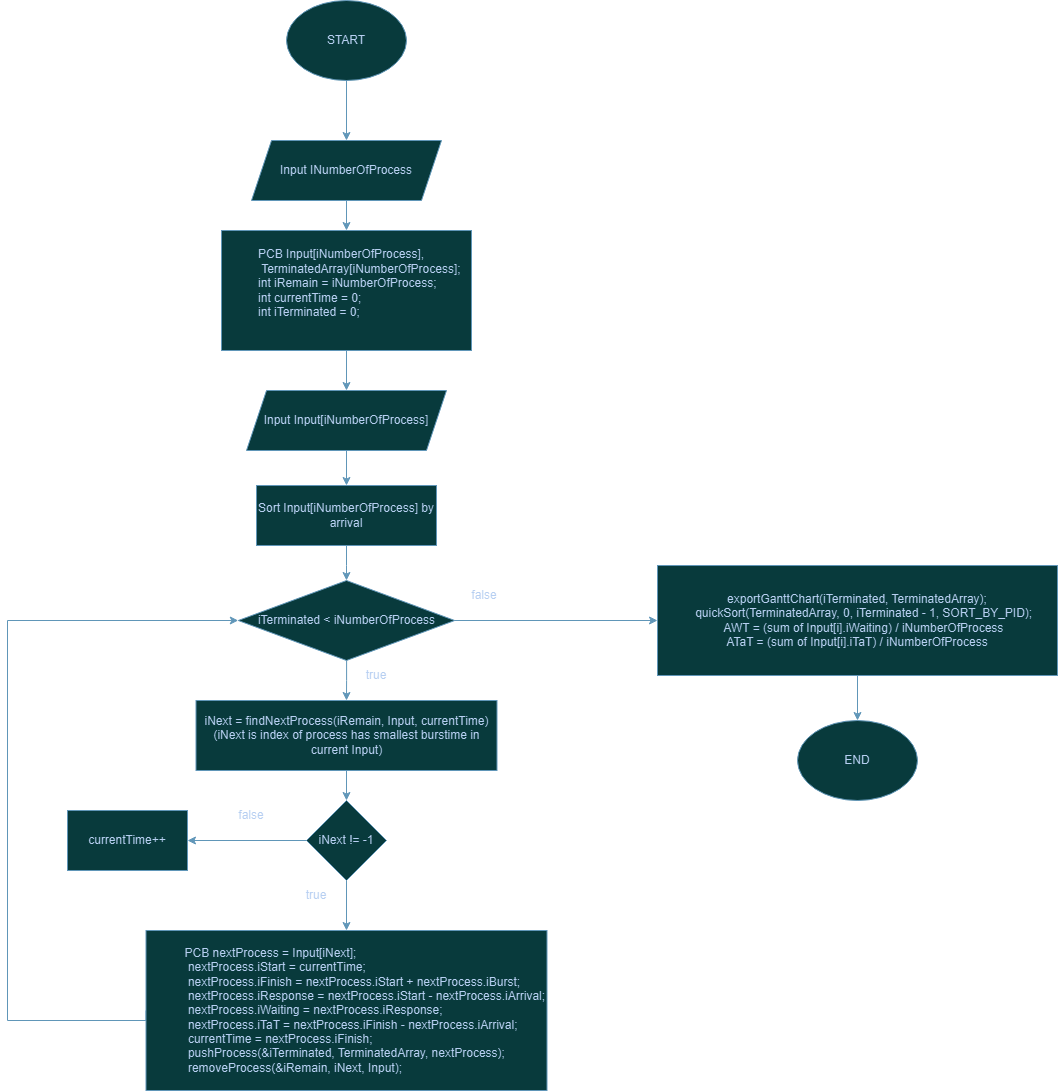 START
Input INumberOfProcess
PCB Input[iNumberOfProcess],
TerminatedArray[iNumberOfProcess];
int iRemain = iNumberOfProcess;
int currentTime = 0;
int iTerminated = 0;
Input Input[iNumberOfProcess]
Sort Input[iNumberOfProcess] by
arrival
iTerminated < iNumberOfProcess
false
exportGanttChart(iTerminated, TerminatedArray);
quickSort(TerminatedArray, 0, iTerminated - 1, SORT_BY_PID);
AWT = (sum of Input[i].iWaiting) / iNumberOfProcess
ATaT = (sum of Input[i].iTaT) / iNumberOfProcess
END
true
iNext = findNextProcess(iRemain, Input, currentTime)
(iNext is index of process has smallest burstime in
current Input)
iNext != -1
false
currentTime++
true
PCB nextProcess = Input[iNext];
nextProcess.iStart = currentTime;
nextProcess.iFinish = nextProcess.iStart + nextProcess.iBurst;
nextProcess.iResponse = nextProcess.iStart - nextProcess.iArrival;
nextProcess.iWaiting = nextProcess.iResponse;
nextProcess.iTaT = nextProcess.iFinish - nextProcess.iArrival;
currentTime = nextProcess.iFinish;
pushProcess(&iTerminated, TerminatedArray, nextProcess);
removeProcess(&iRemain, iNext, Input);